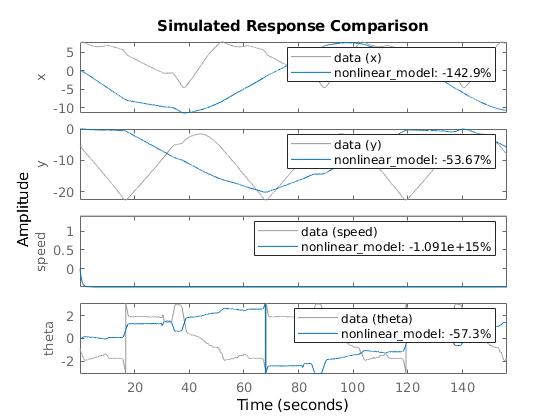 Simulated Response Comparison
5
0
-5
-10
x
data (x)
nonlinear_model: -142.9%
0
-10
-20
y
data (y)
nonlinear_model: -53.67%
Amplitude
1
0.5
0
speed
data (speed)
nonlinear_model: -1.091e+15%
2
0
-2
theta
data (theta)
nonlinear_model: -57.3%
20 40 60 80 100 120 140
Time (seconds)